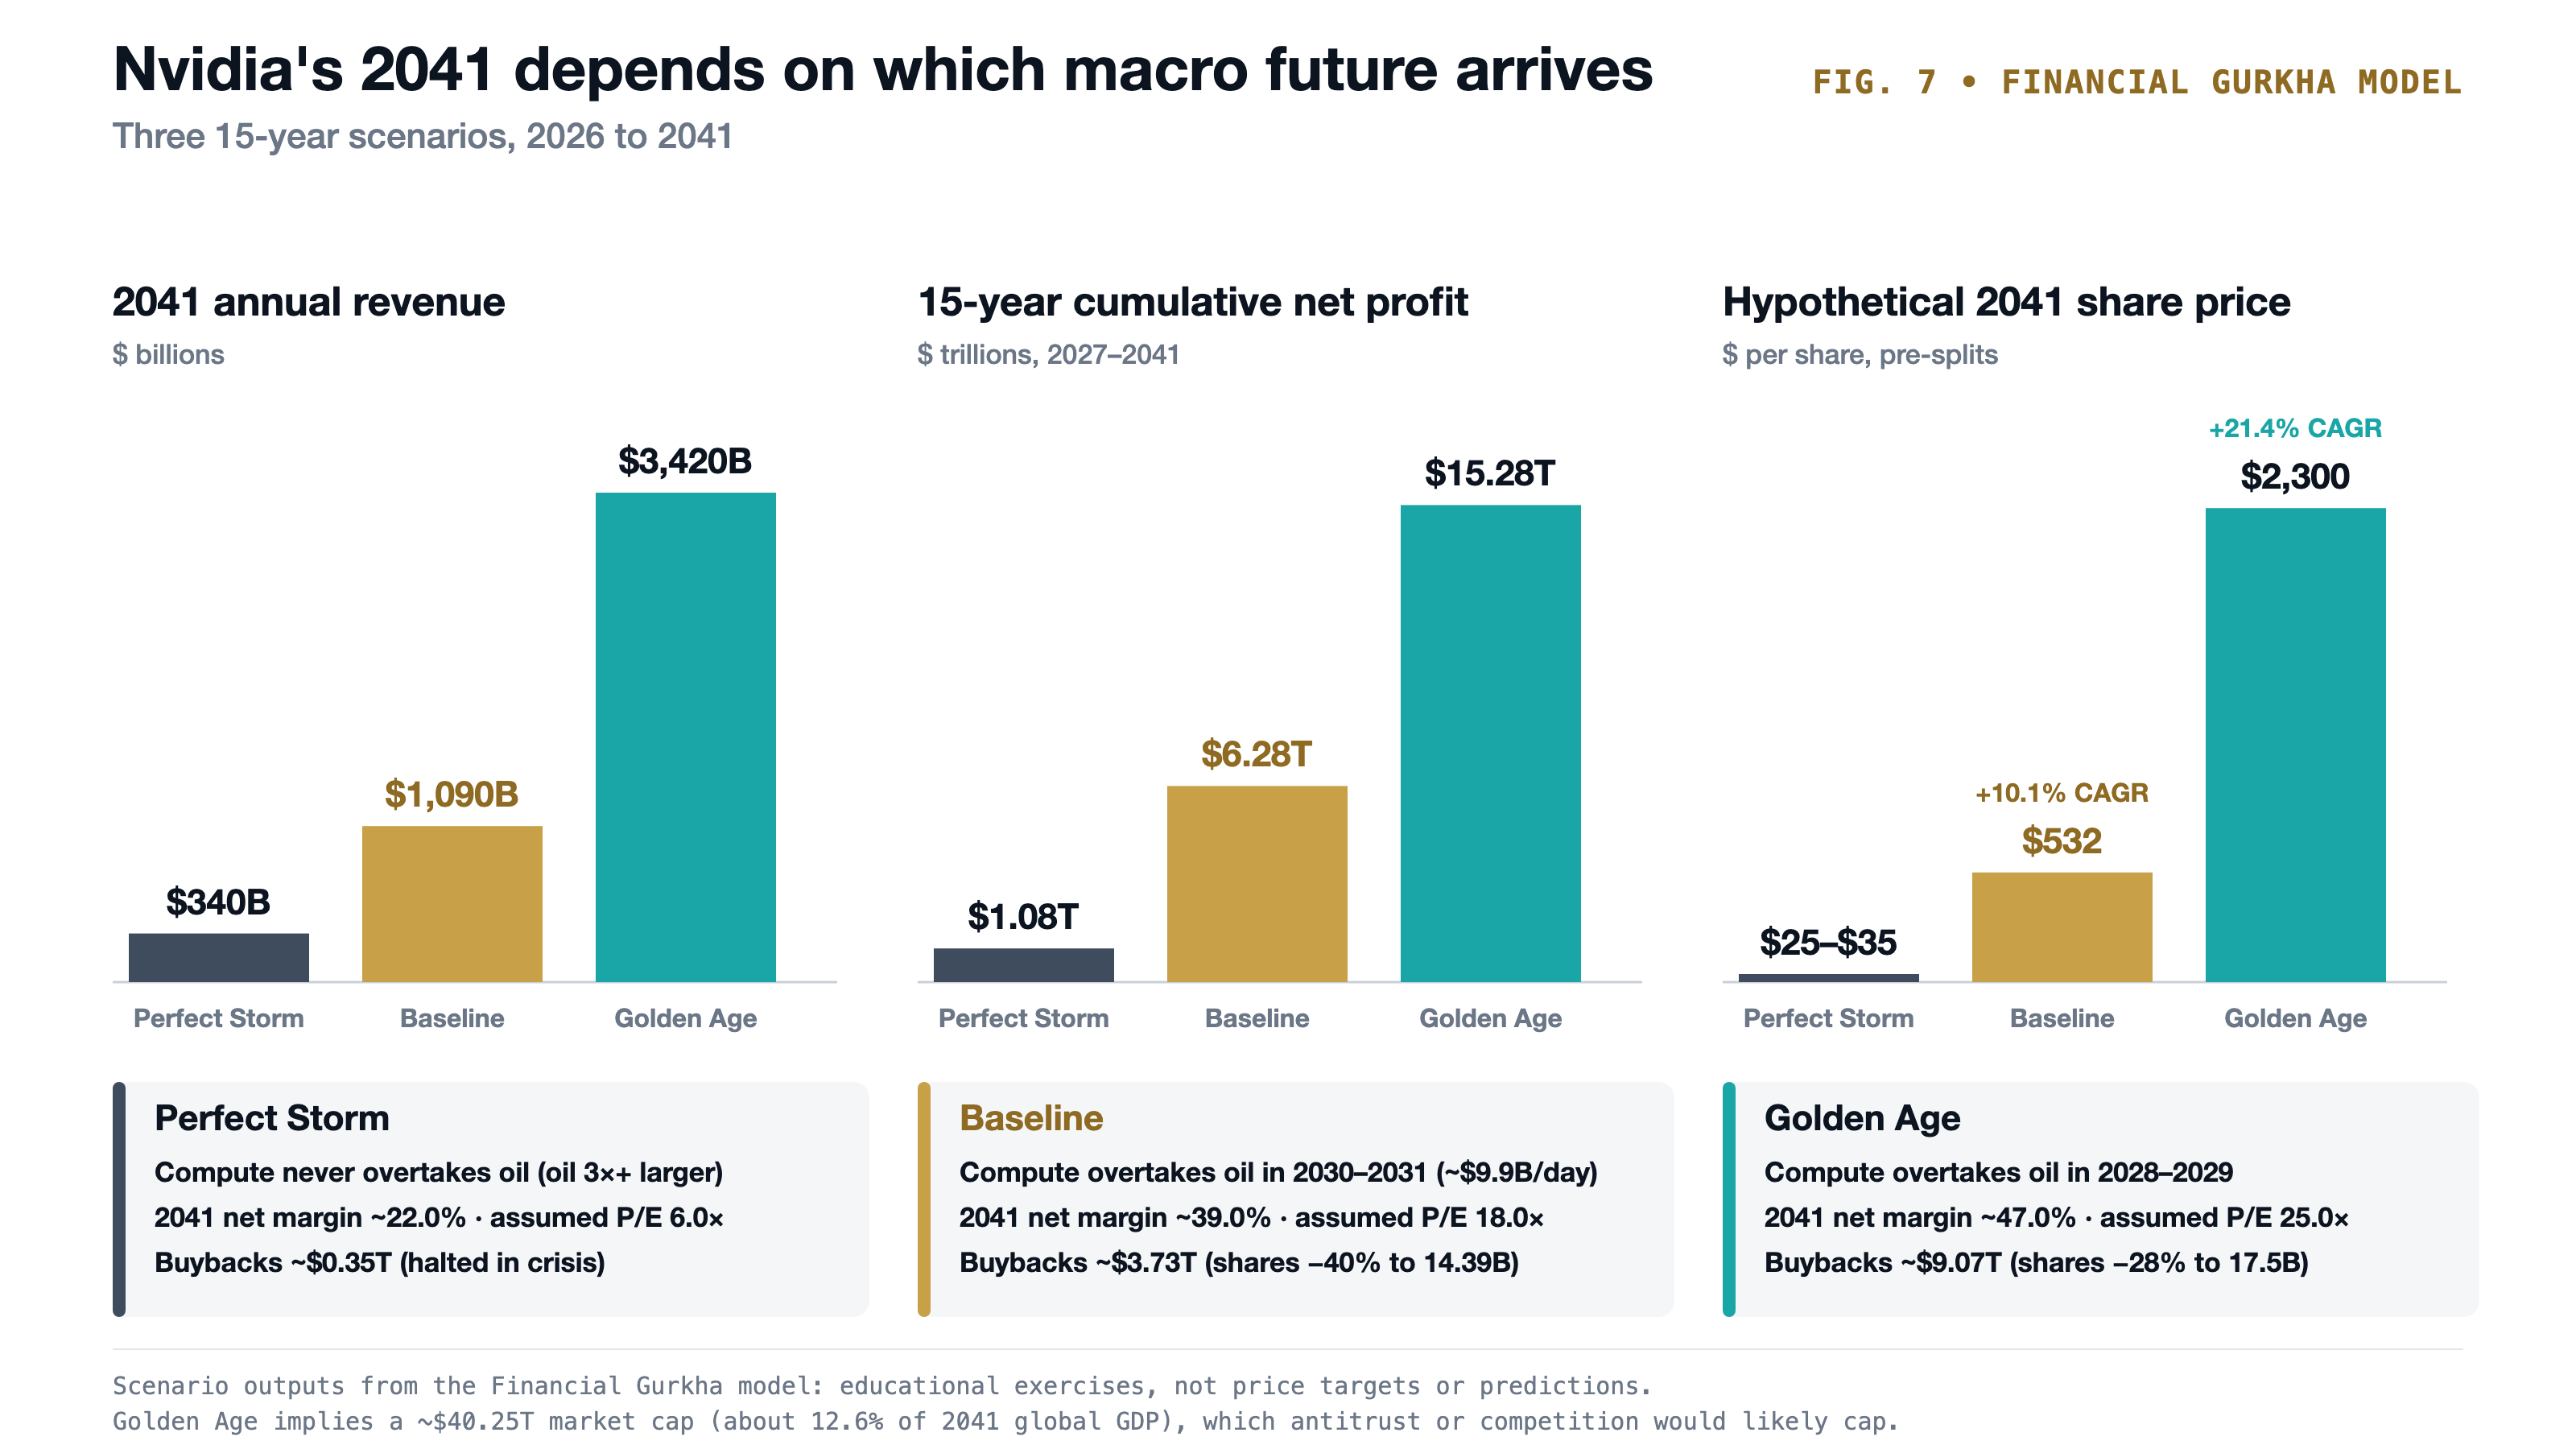 Nvidia's 2041 depends on which macro future arrives
FIG. 7 • FINANCIAL GURKHA MODEL
Three 15-year scenarios, 2026 to 2041
2041 annual revenue
$ billions
$340B
$1,090B
$3,420B
Perfect Storm
Baseline
Golden Age
15-year cumulative net profit
$ trillions, 2027–2041
$1.08T
$6.28T
$15.28T
Perfect Storm
Baseline
Golden Age
Hypothetical 2041 share price
$ per share, pre-splits
$25–$35
+10.1% CAGR
$532
+21.4% CAGR
$2,300
Perfect Storm
Baseline
Golden Age
Perfect Storm
Compute never overtakes oil (oil 3×+ larger)
2041 net margin ~22.0% · assumed P/E 6.0×
Buybacks ~$0.35T (halted in crisis)
Baseline
Compute overtakes oil in 2030–2031 (~$9.9B/day)
2041 net margin ~39.0% · assumed P/E 18.0×
Buybacks ~$3.73T (shares −40% to 14.39B)
Golden Age
Compute overtakes oil in 2028–2029
2041 net margin ~47.0% · assumed P/E 25.0×
Buybacks ~$9.07T (shares −28% to 17.5B)
Scenario outputs from the Financial Gurkha model: educational exercises, not price targets or predictions.
Golden Age implies a ~$40.25T market cap (about 12.6% of 2041 global GDP), which antitrust or competition would likely cap.